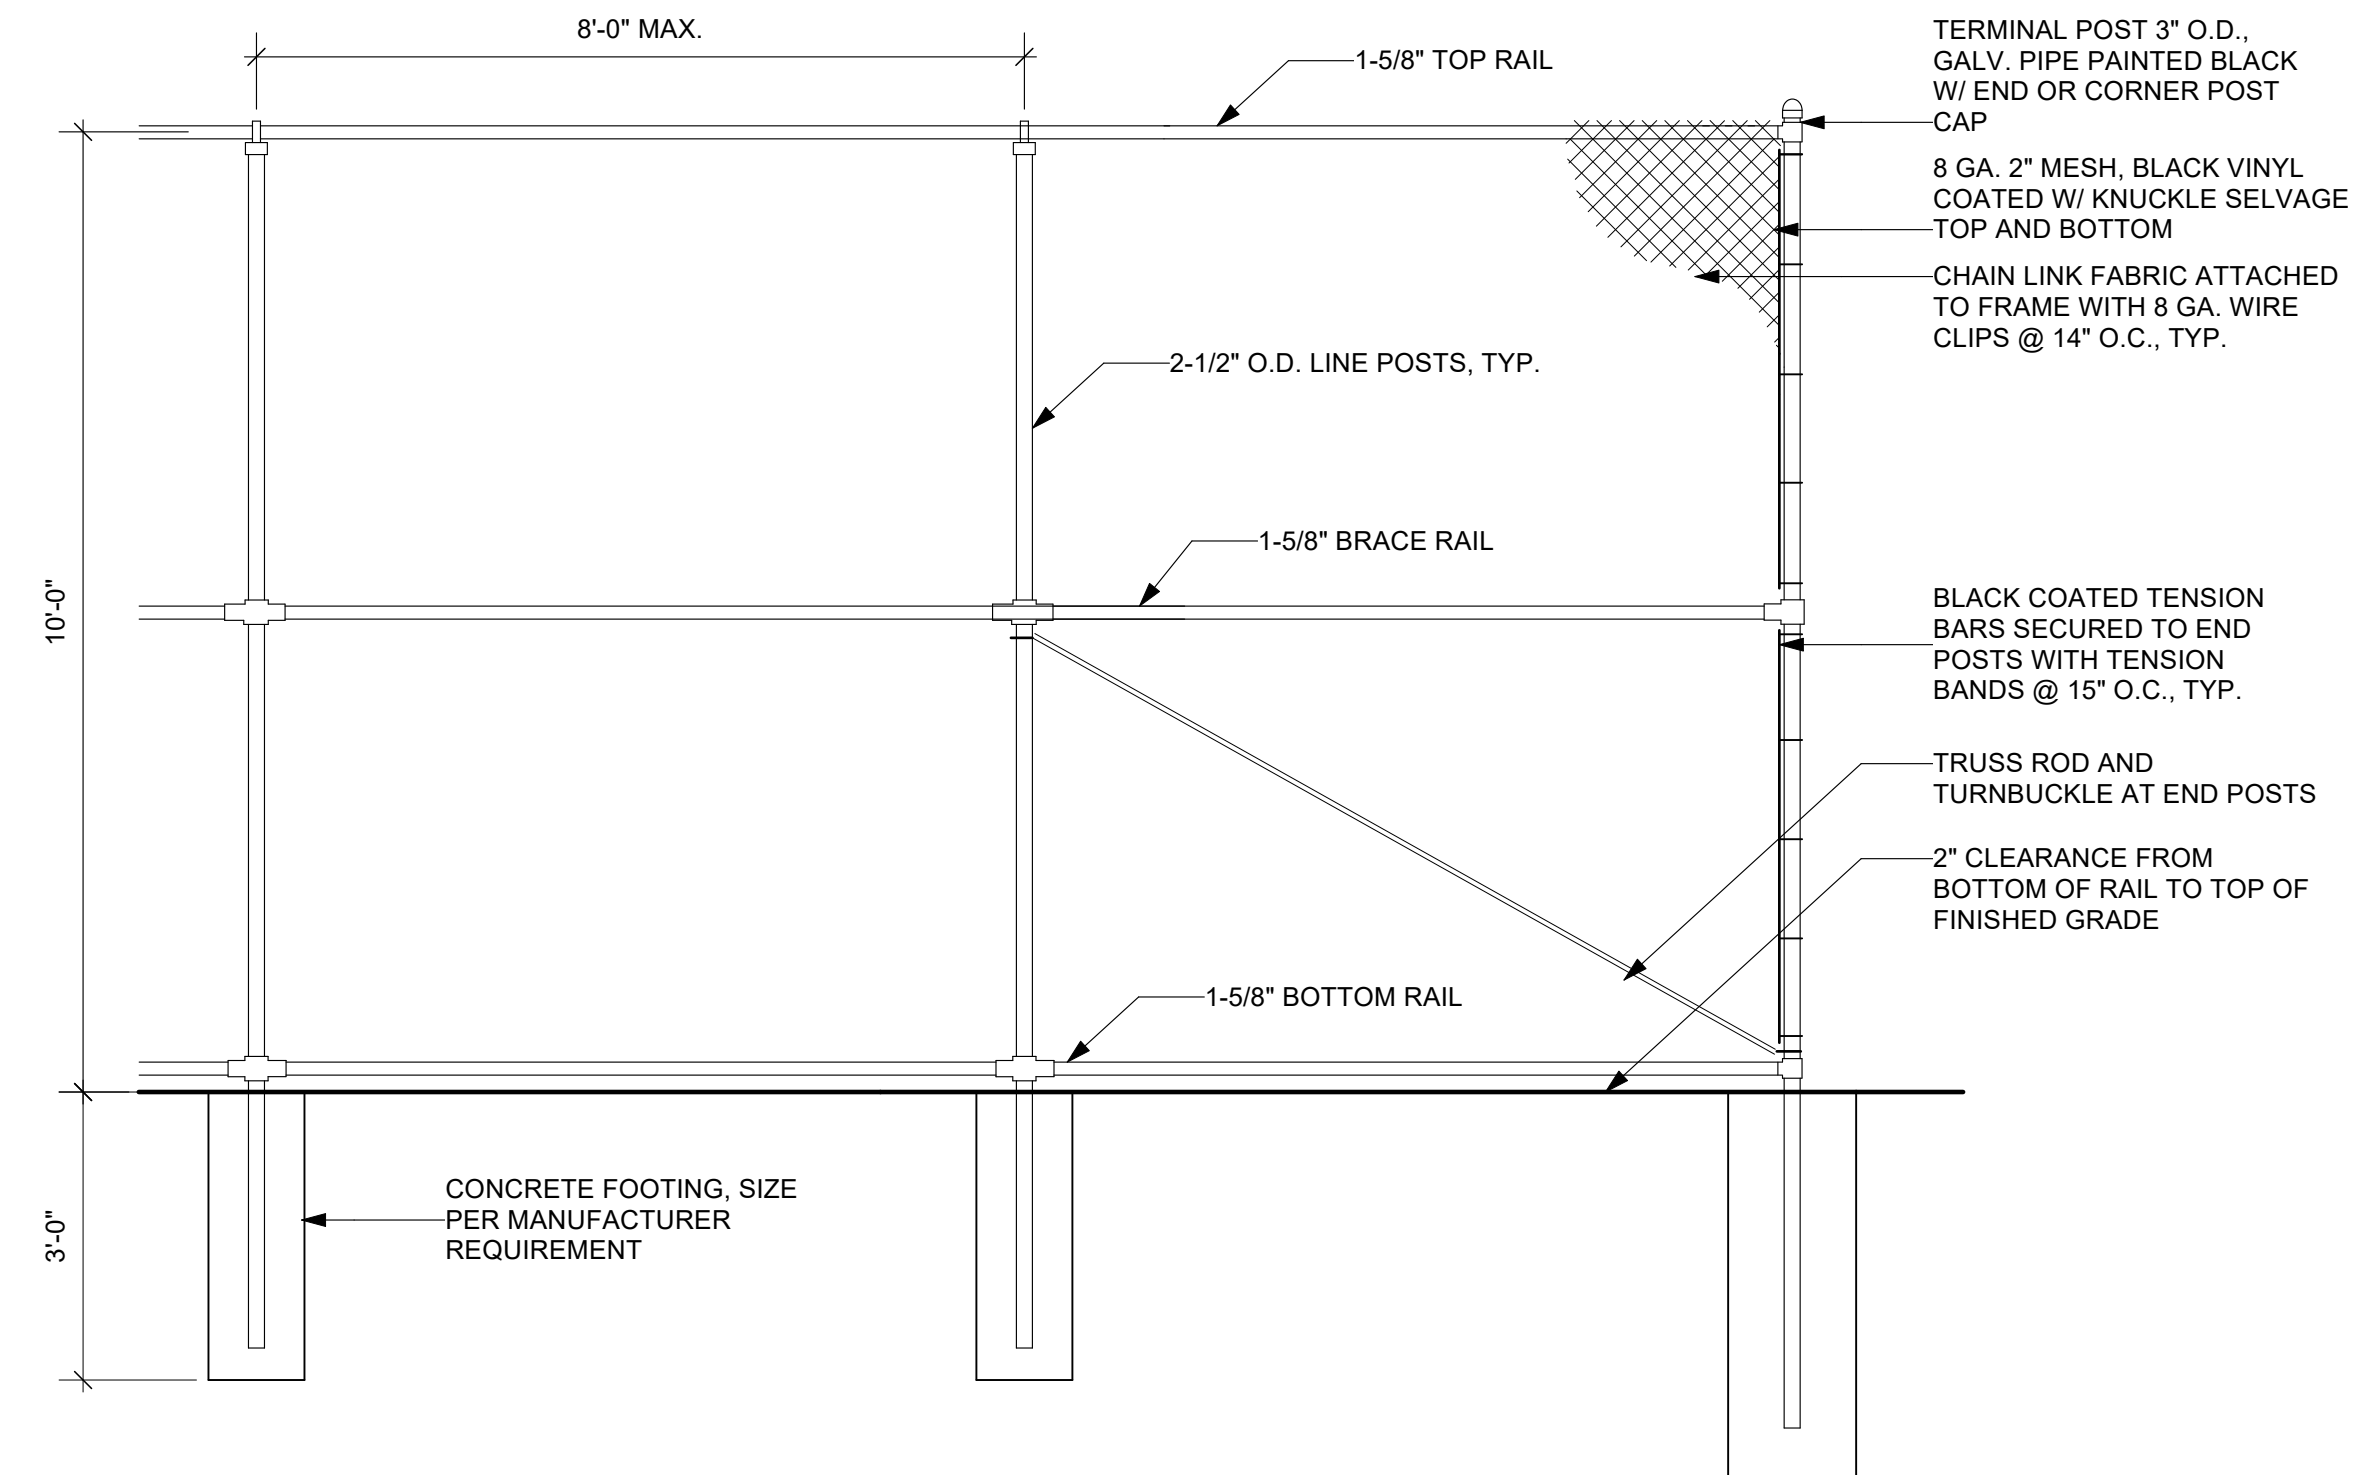 8'-0" MAX.
1-5/8" TOP RAIL
TERMINAL POST 3" O.D.,
GALV. PIPE PAINTED BLACK
W/ END OR CORNER POST
CAP
8 GA. 2" MESH, BLACK VINYL
COATED W/ KNUCKLE SELVAGE
TOP AND BOTTOM
CHAIN LINK FABRIC ATTACHED
TO FRAME WITH 8 GA. WIRE
CLIPS @ 14" O.C., TYP.
2-1/2" O.D. LINE POSTS, TYP.
1-5/8" BRACE RAIL
10'-0"
BLACK COATED TENSION
BARS SECURED TO END
POSTS WITH TENSION
BANDS @ 15" O.C., TYP.
TRUSS ROD AND
TURNBUCKLE AT END POSTS
2" CLEARANCE FROM
BOTTOM OF RAIL TO TOP OF
FINISHED GRADE
1-5/8" BOTTOM RAIL
CONCRETE FOOTING, SIZE
PER MANUFACTURER
REQUIREMENT
3'-0"